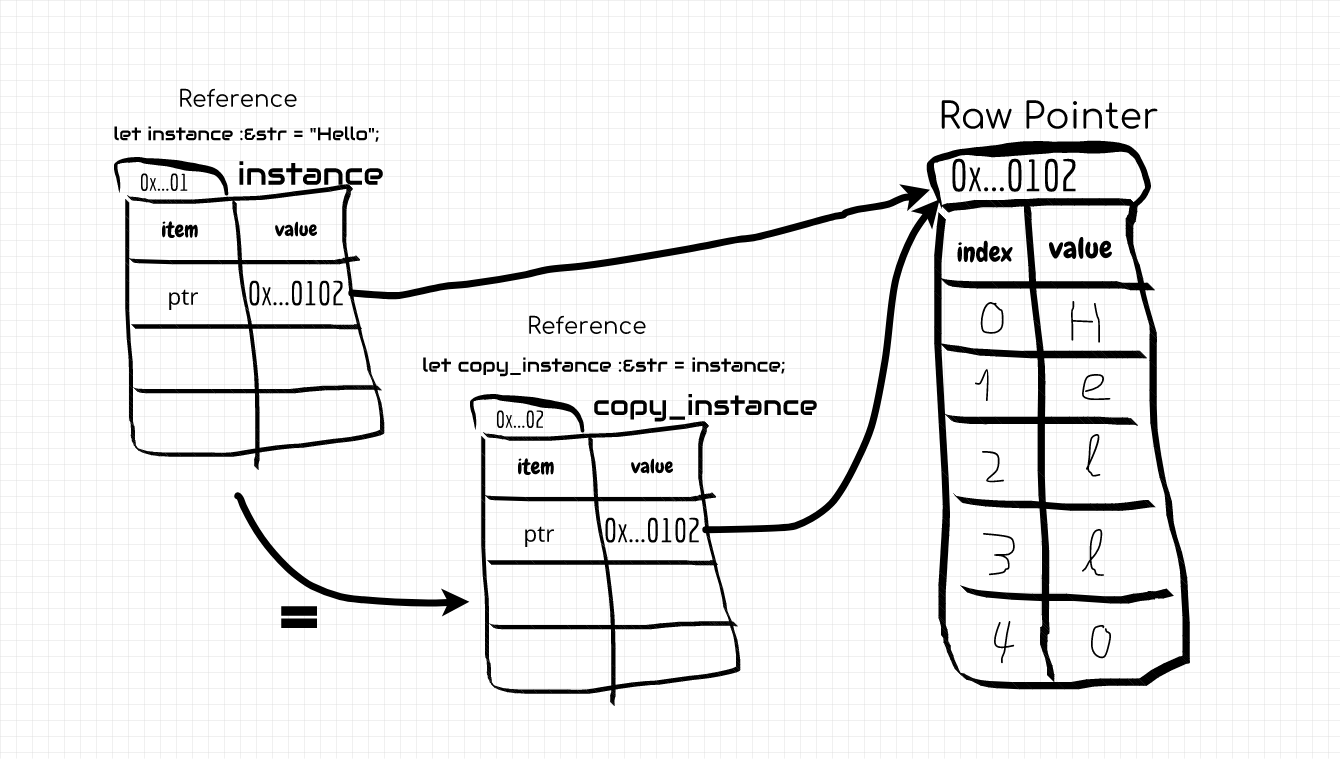 Reference
let instance :&str = "Hello";
0x...01
instance
item value
ptr 0x...0102
Reference
let copy_instance :&str = instance;
0x...02
copy_instance
item value
ptr 0x...0102
=
Raw Pointer
0x...0102
index value
0 H
1 e
2 l
3 l
4 o